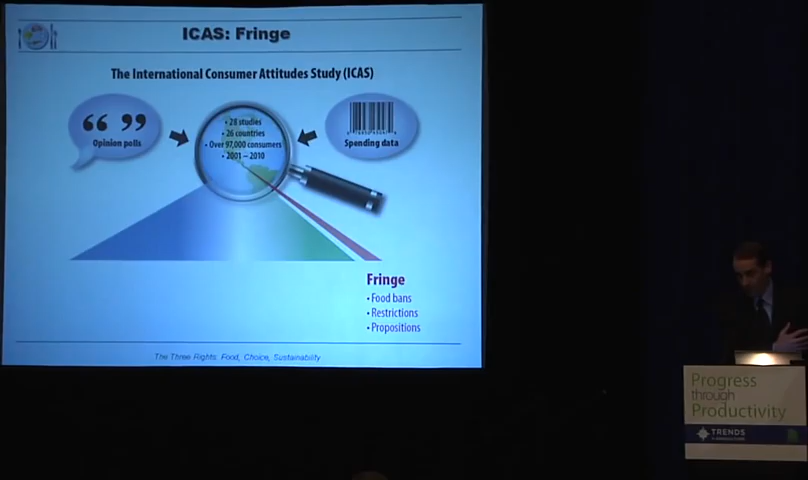 ICAS: Fringe
The International Consumer Attitudes Study (ICAS)
“ ”
Opinion polls
• 28 studies
• 26 countries
• Over 97,000 consumers
• 2001 – 2010
Spending data
Fringe
• Food bans
• Restrictions
• Propositions
The Three Rights: Food, Choice, Sustainability
Progress
through
Productivity
TRENDS